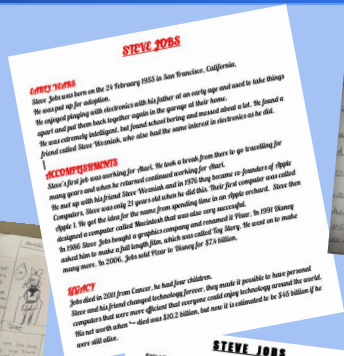 STEVE JOBS
EARLY YEARS
Steve Jobs was born on the 24 February 1955 in San Francisco, California.
He was put up for adoption.
He enjoyed playing with electronics with his father at an early age and used to take things
apart and put them back together again in the garage at their home.
He was extremely intelligent, but found school boring and messed about a lot. He found a
friend called Steve Wozniak, who also had the same interest in electronics as he did.
ACCOMPLISHMENTS
Steve's first job was working for Atari. He took a break from there to go travelling for
many years and when he returned continued working for Atari.
He met up with his friend Steve Wozniak and in 1976 they became co-founders of Apple
Computers. Steve was only 21 years old when he did this. Their first computer was called
Apple 1. He got the idea for the name from spending time in an Apple orchard. Steve then
designed a computer called Macintosh that was also very successful.
In 1986 Steve Jobs bought a graphics company and renamed it Pixar. In 1991 Disney
asked him to make a full length film, which was called Toy Story. He went on to make
many more. In 2006, Jobs sold Pixar to Disney for $7.4 billion.
LEGACY
Jobs died in 2011 from Cancer, he had four children.
Steve and his friend changed technology forever, they made it possible to have personal
computers that were more efficient that everyone could enjoy technology around the world.
His net worth when died was $10.2 billion, but now it is estimated to be $45 billion if he
were still alive.
STEVE JOBS